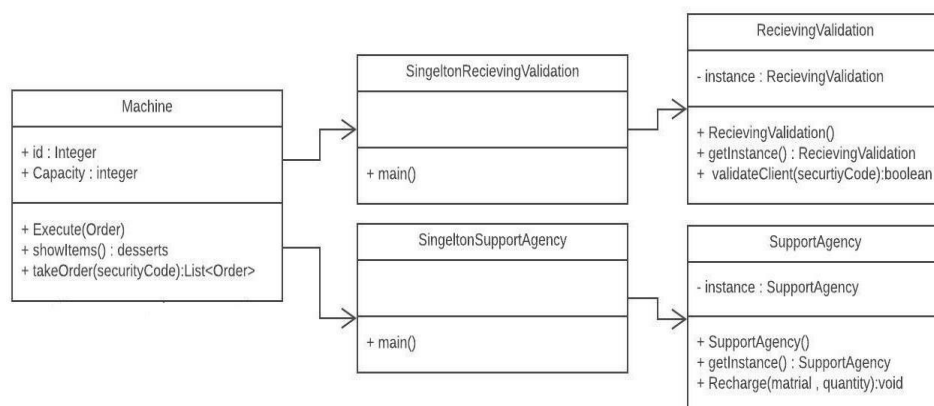 Machine
+ id : Integer
+ Capacity : integer
+ Execute(Order)
+ showItems() : desserts
+ takeOrder(securityCode):List<Order>
SingeltonRecievingValidation
+ main()
SingeltonSupportAgency
+ main()
RecievingValidation
- instance : RecievingValidation
+ RecievingValidation()
+ getInstance() : RecievingValidation
+ validateClient(securtiyCode):boolean
SupportAgency
- instance : SupportAgency
+ SupportAgency()
+ getInstance() : SupportAgency
+ Recharge(matrial , quantity):void